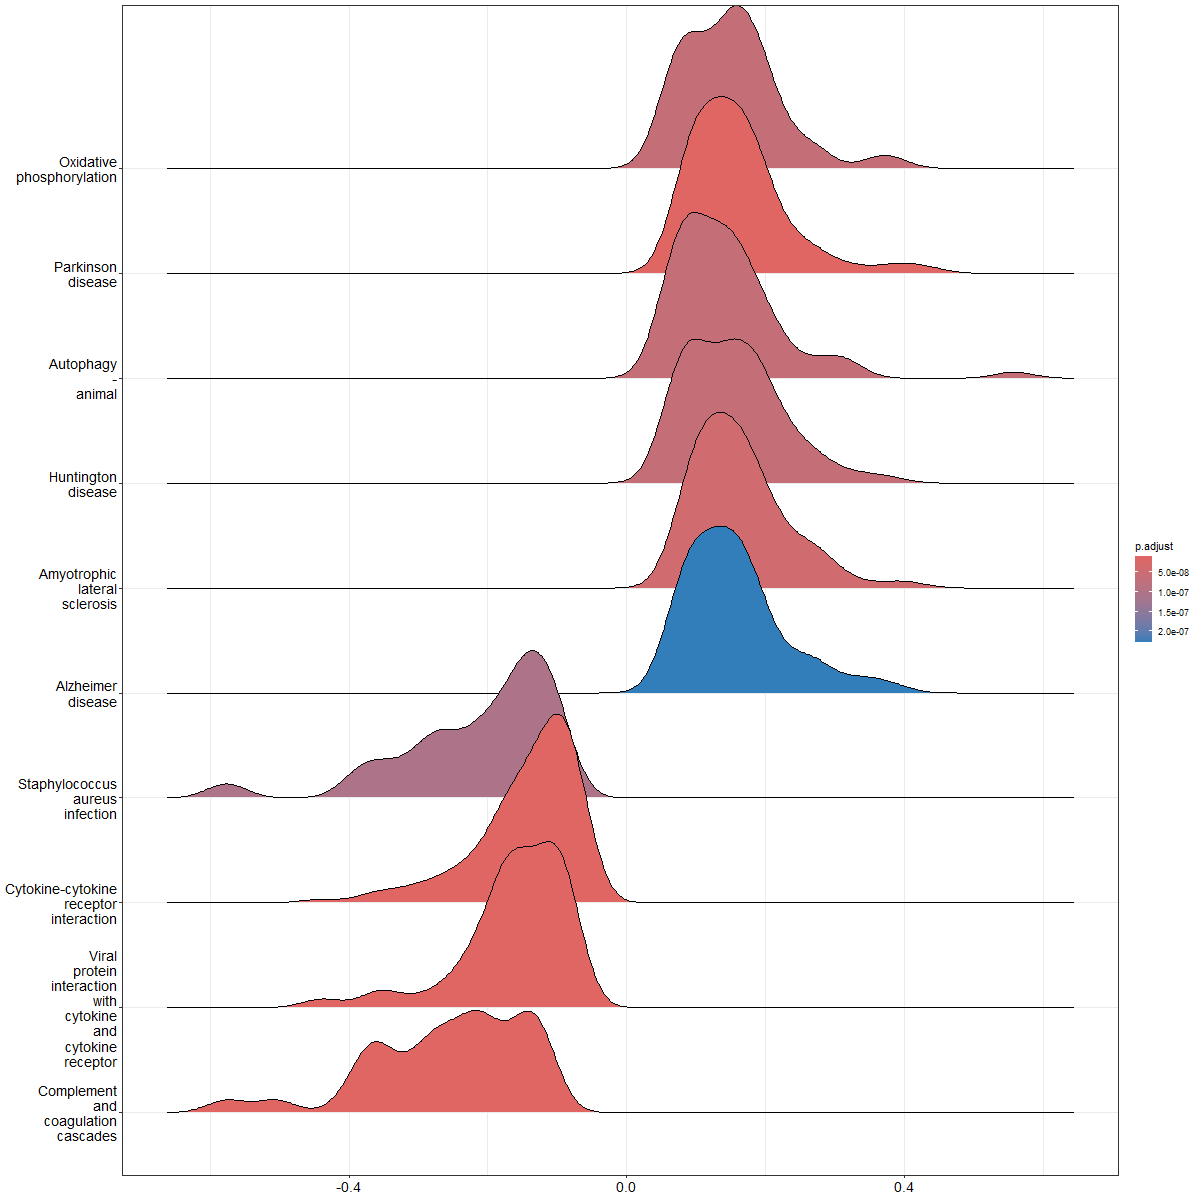 Oxidative
phosphorylation
Parkinson
disease
Autophagy
-
animal
Huntington
disease
Amyotrophic
lateral
sclerosis
Alzheimer
disease
Staphylococcus
aureus
infection
Cytokine-cytokine
receptor
interaction
Viral
protein
interaction
with
cytokine
and
cytokine
receptor
Complement
and
coagulation
cascades
-0.4
0.0
0.4
p.adjust
5.0e-08
1.0e-07
1.5e-07
2.0e-07